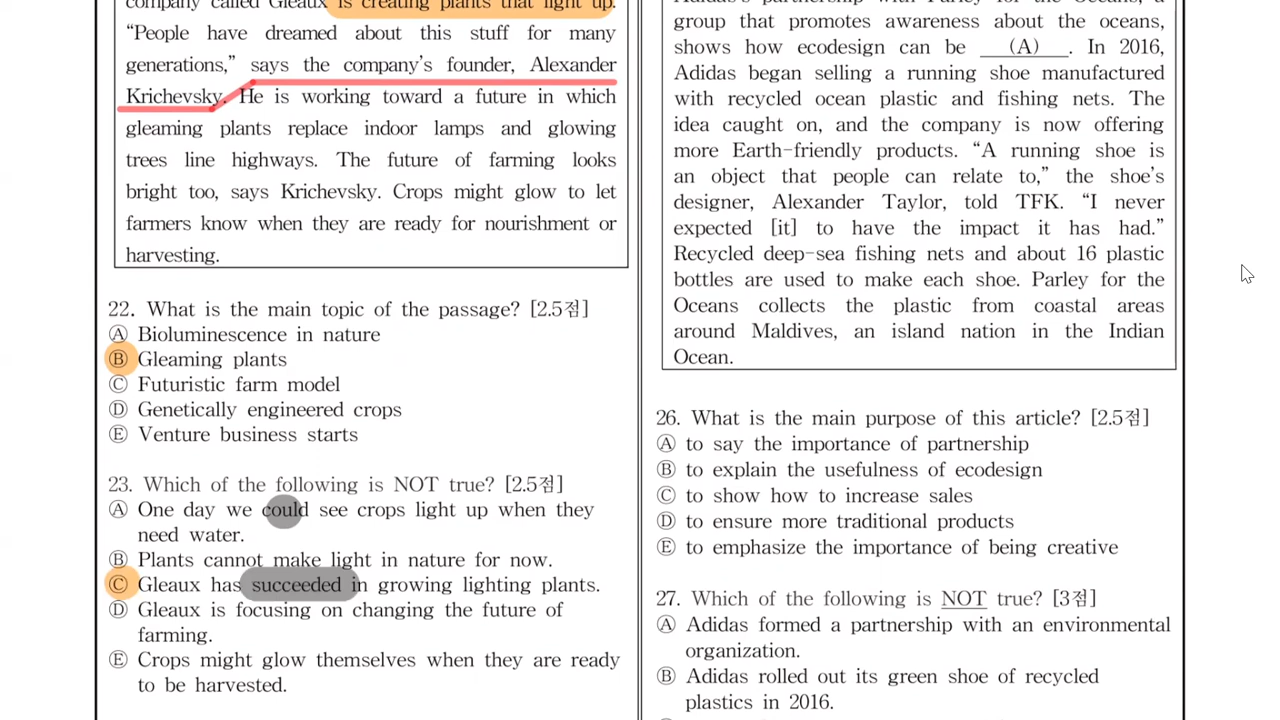 company called Gleaux is creating plants that light up.
“People have dreamed about this stuff for many
generations,” says the company’s founder, Alexander
Krichevsky. He is working toward a future in which
gleaming plants replace indoor lamps and glowing
trees line highways. The future of farming looks
bright too, says Krichevsky. Crops might glow to let
farmers know when they are ready for nourishment or
harvesting.
22. What is the main topic of the passage? [2.5점]
Ⓐ Bioluminescence in nature
Ⓑ Gleaming plants
Ⓒ Futuristic farm model
Ⓓ Genetically engineered crops
Ⓔ Venture business starts
23. Which of the following is NOT true? [2.5점]
Ⓐ One day we could see crops light up when they
need water.
Ⓑ Plants cannot make light in nature for now.
Ⓒ Gleaux has succeeded in growing lighting plants.
Ⓓ Gleaux is focusing on changing the future of
farming.
Ⓔ Crops might glow themselves when they are ready
to be harvested.
Adidas's partnership with Parley for the Oceans, a
group that promotes awareness about the oceans,
shows how ecodesign can be (A) . In 2016,
Adidas began selling a running shoe manufactured
with recycled ocean plastic and fishing nets. The
idea caught on, and the company is now offering
more Earth-friendly products. “A running shoe is
an object that people can relate to,” the shoe’s
designer, Alexander Taylor, told TFK. “I never
expected [it] to have the impact it has had.”
Recycled deep-sea fishing nets and about 16 plastic
bottles are used to make each shoe. Parley for the
Oceans collects the plastic from coastal areas
around Maldives, an island nation in the Indian
Ocean.
26. What is the main purpose of this article? [2.5점]
Ⓐ to say the importance of partnership
Ⓑ to explain the usefulness of ecodesign
Ⓒ to show how to increase sales
Ⓓ to ensure more traditional products
Ⓔ to emphasize the importance of being creative
27. Which of the following is NOT true? [3점]
Ⓐ Adidas formed a partnership with an environmental
organization.
Ⓑ Adidas rolled out its green shoe of recycled
plastics in 2016.